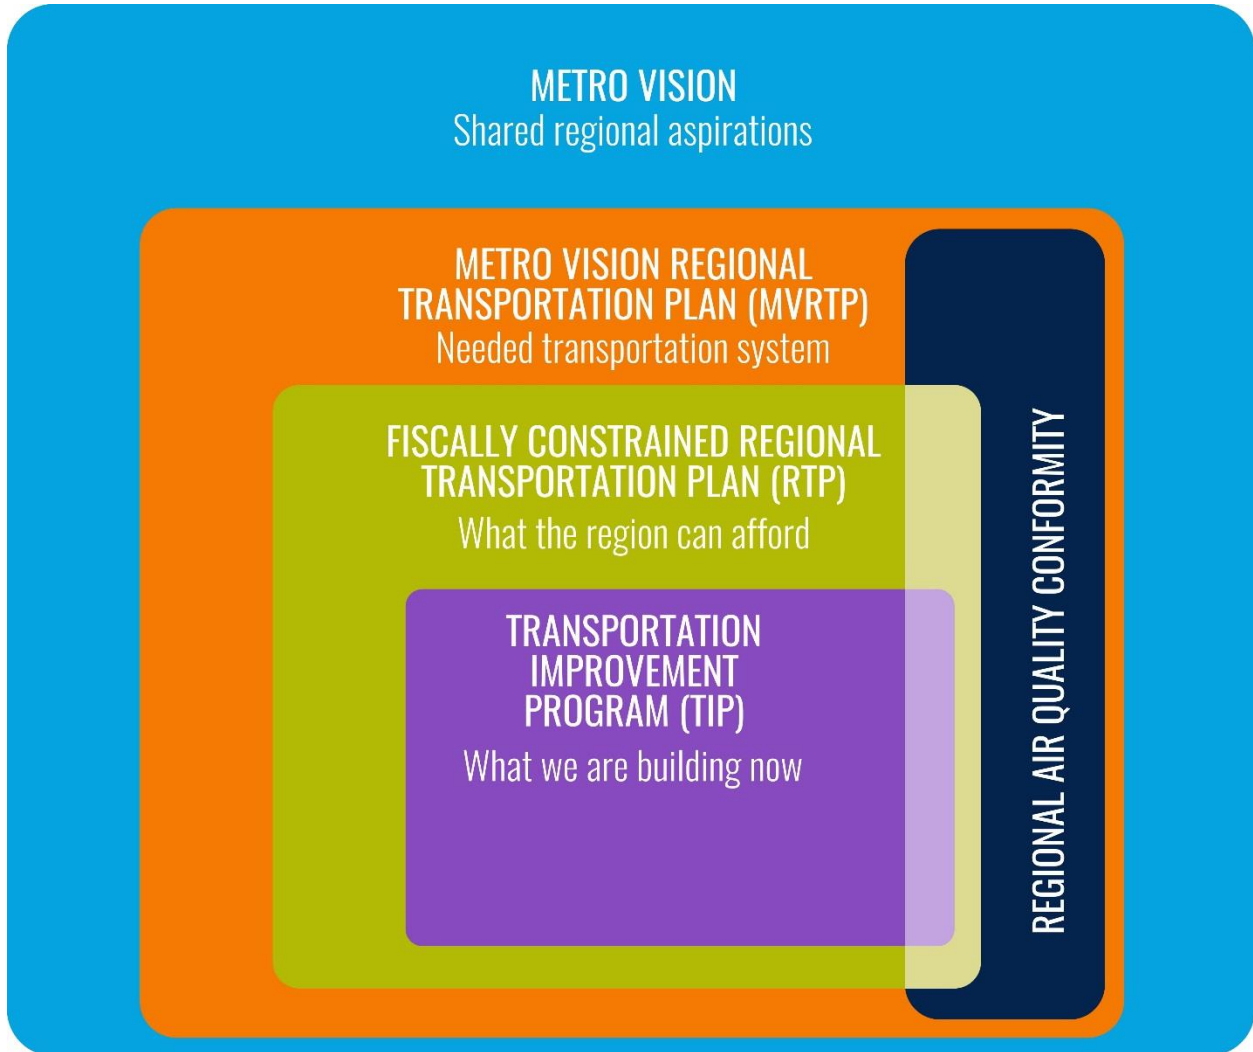 METRO VISION
Shared regional aspirations
METRO VISION REGIONAL
TRANSPORTATION PLAN (MVRTP)
Needed transportation system
FISCALLY CONSTRAINED REGIONAL
TRANSPORTATION PLAN (RTP)
What the region can afford
TRANSPORTATION
IMPROVEMENT
PROGRAM (TIP)
What we are building now
REGIONAL AIR QUALITY CONFORMITY